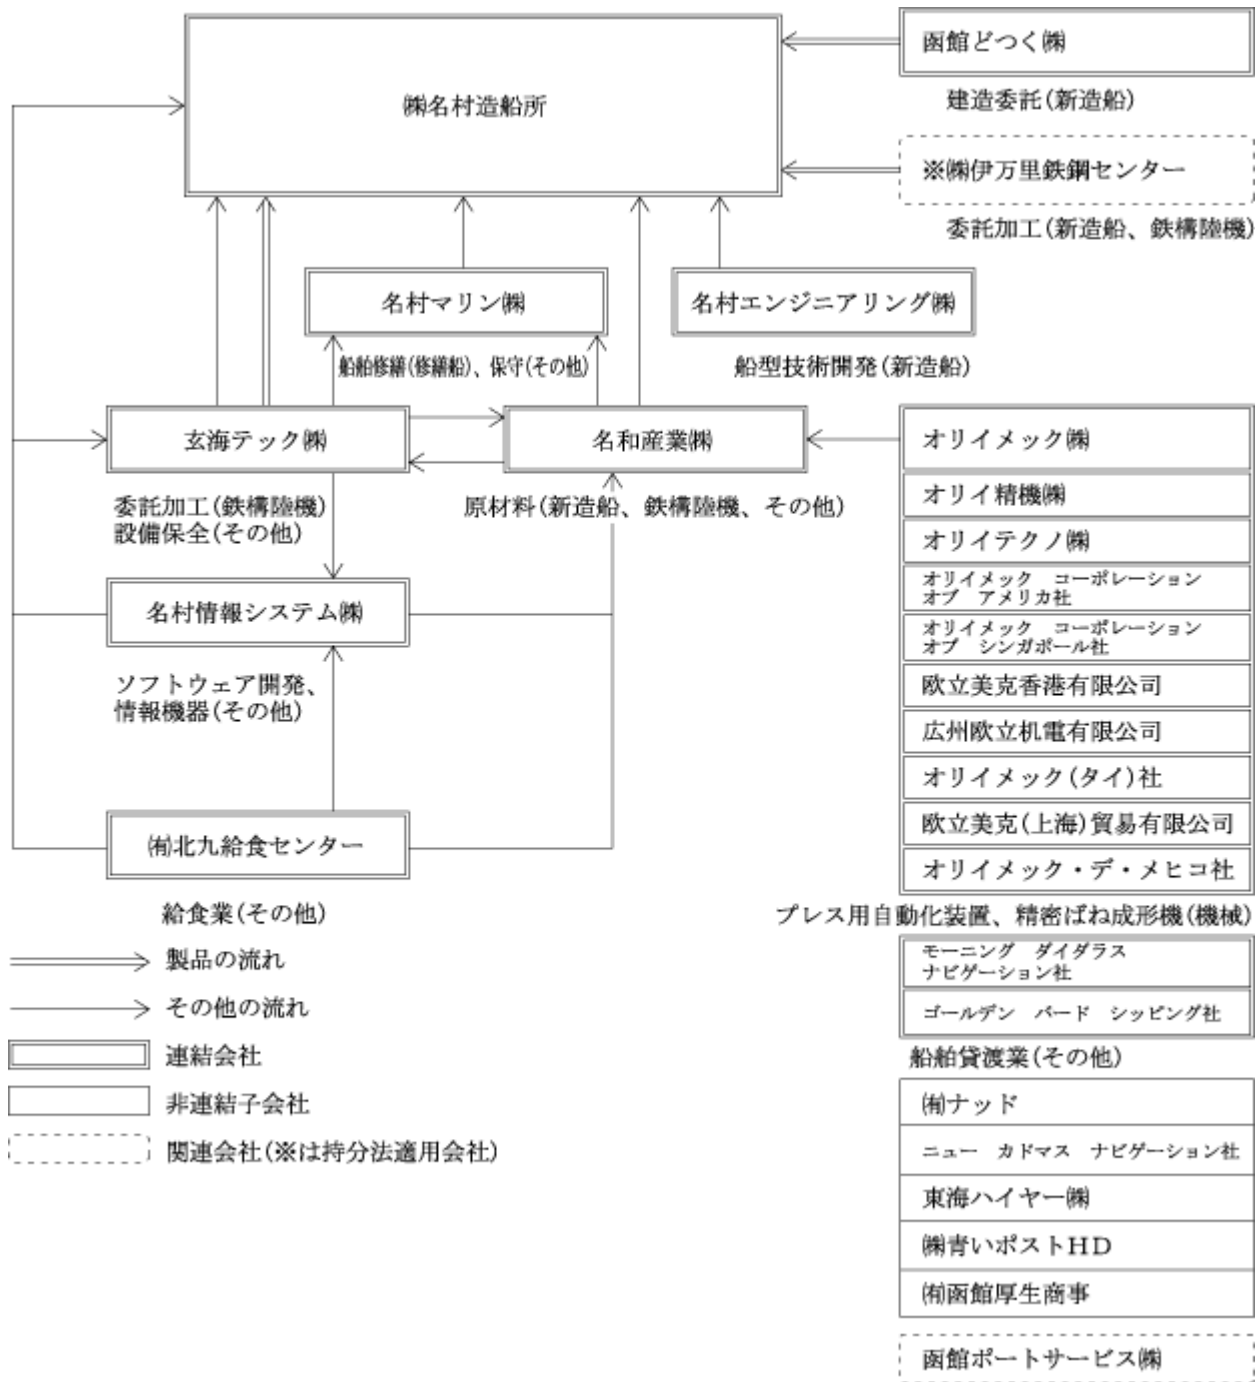 ㈱名村造船所
函館どつく㈱
建造委託(新造船)
※㈱伊万里鉄鋼センター
委託加工(新造船、鉄構陸機)
名村マリン㈱
船舶修繕(修繕船)、保守(その他)
名村エンジニアリング㈱
船型技術開発(新造船)
玄海テック㈱
委託加工(鉄構陸機)
設備保全(その他)
名和産業㈱
原材料(新造船、鉄構陸機、その他)
名村情報システム㈱
ソフトウェア開発、
情報機器(その他)
㈲北九給食センター
給食業(その他)
オリイメック㈱
オリイ精機㈱
オリイテクノ㈱
オリイメック　コーポレーション
オブ　アメリカ社
オリイメック　コーポレーション
オブ　シンガポール社
欧立美克香港有限公司
広州欧立机電有限公司
オリイメック(タイ)社
欧立美克(上海)貿易有限公司
オリイメック・デ・メヒコ社
プレス用自動化装置、精密ばね成形機(機械)
モーニング　ダイダラス
ナビゲーション社
ゴールデン　バード　シッピング社
船舶貸渡業(その他)
㈲ナッド
ニュー　カドマス　ナビゲーション社
東海ハイヤー㈱
㈱青いポストＨＤ
㈲函館厚生商事
函館ポートサービス㈱
製品の流れ
その他の流れ
連結会社
非連結子会社
関連会社(※は持分法適用会社)